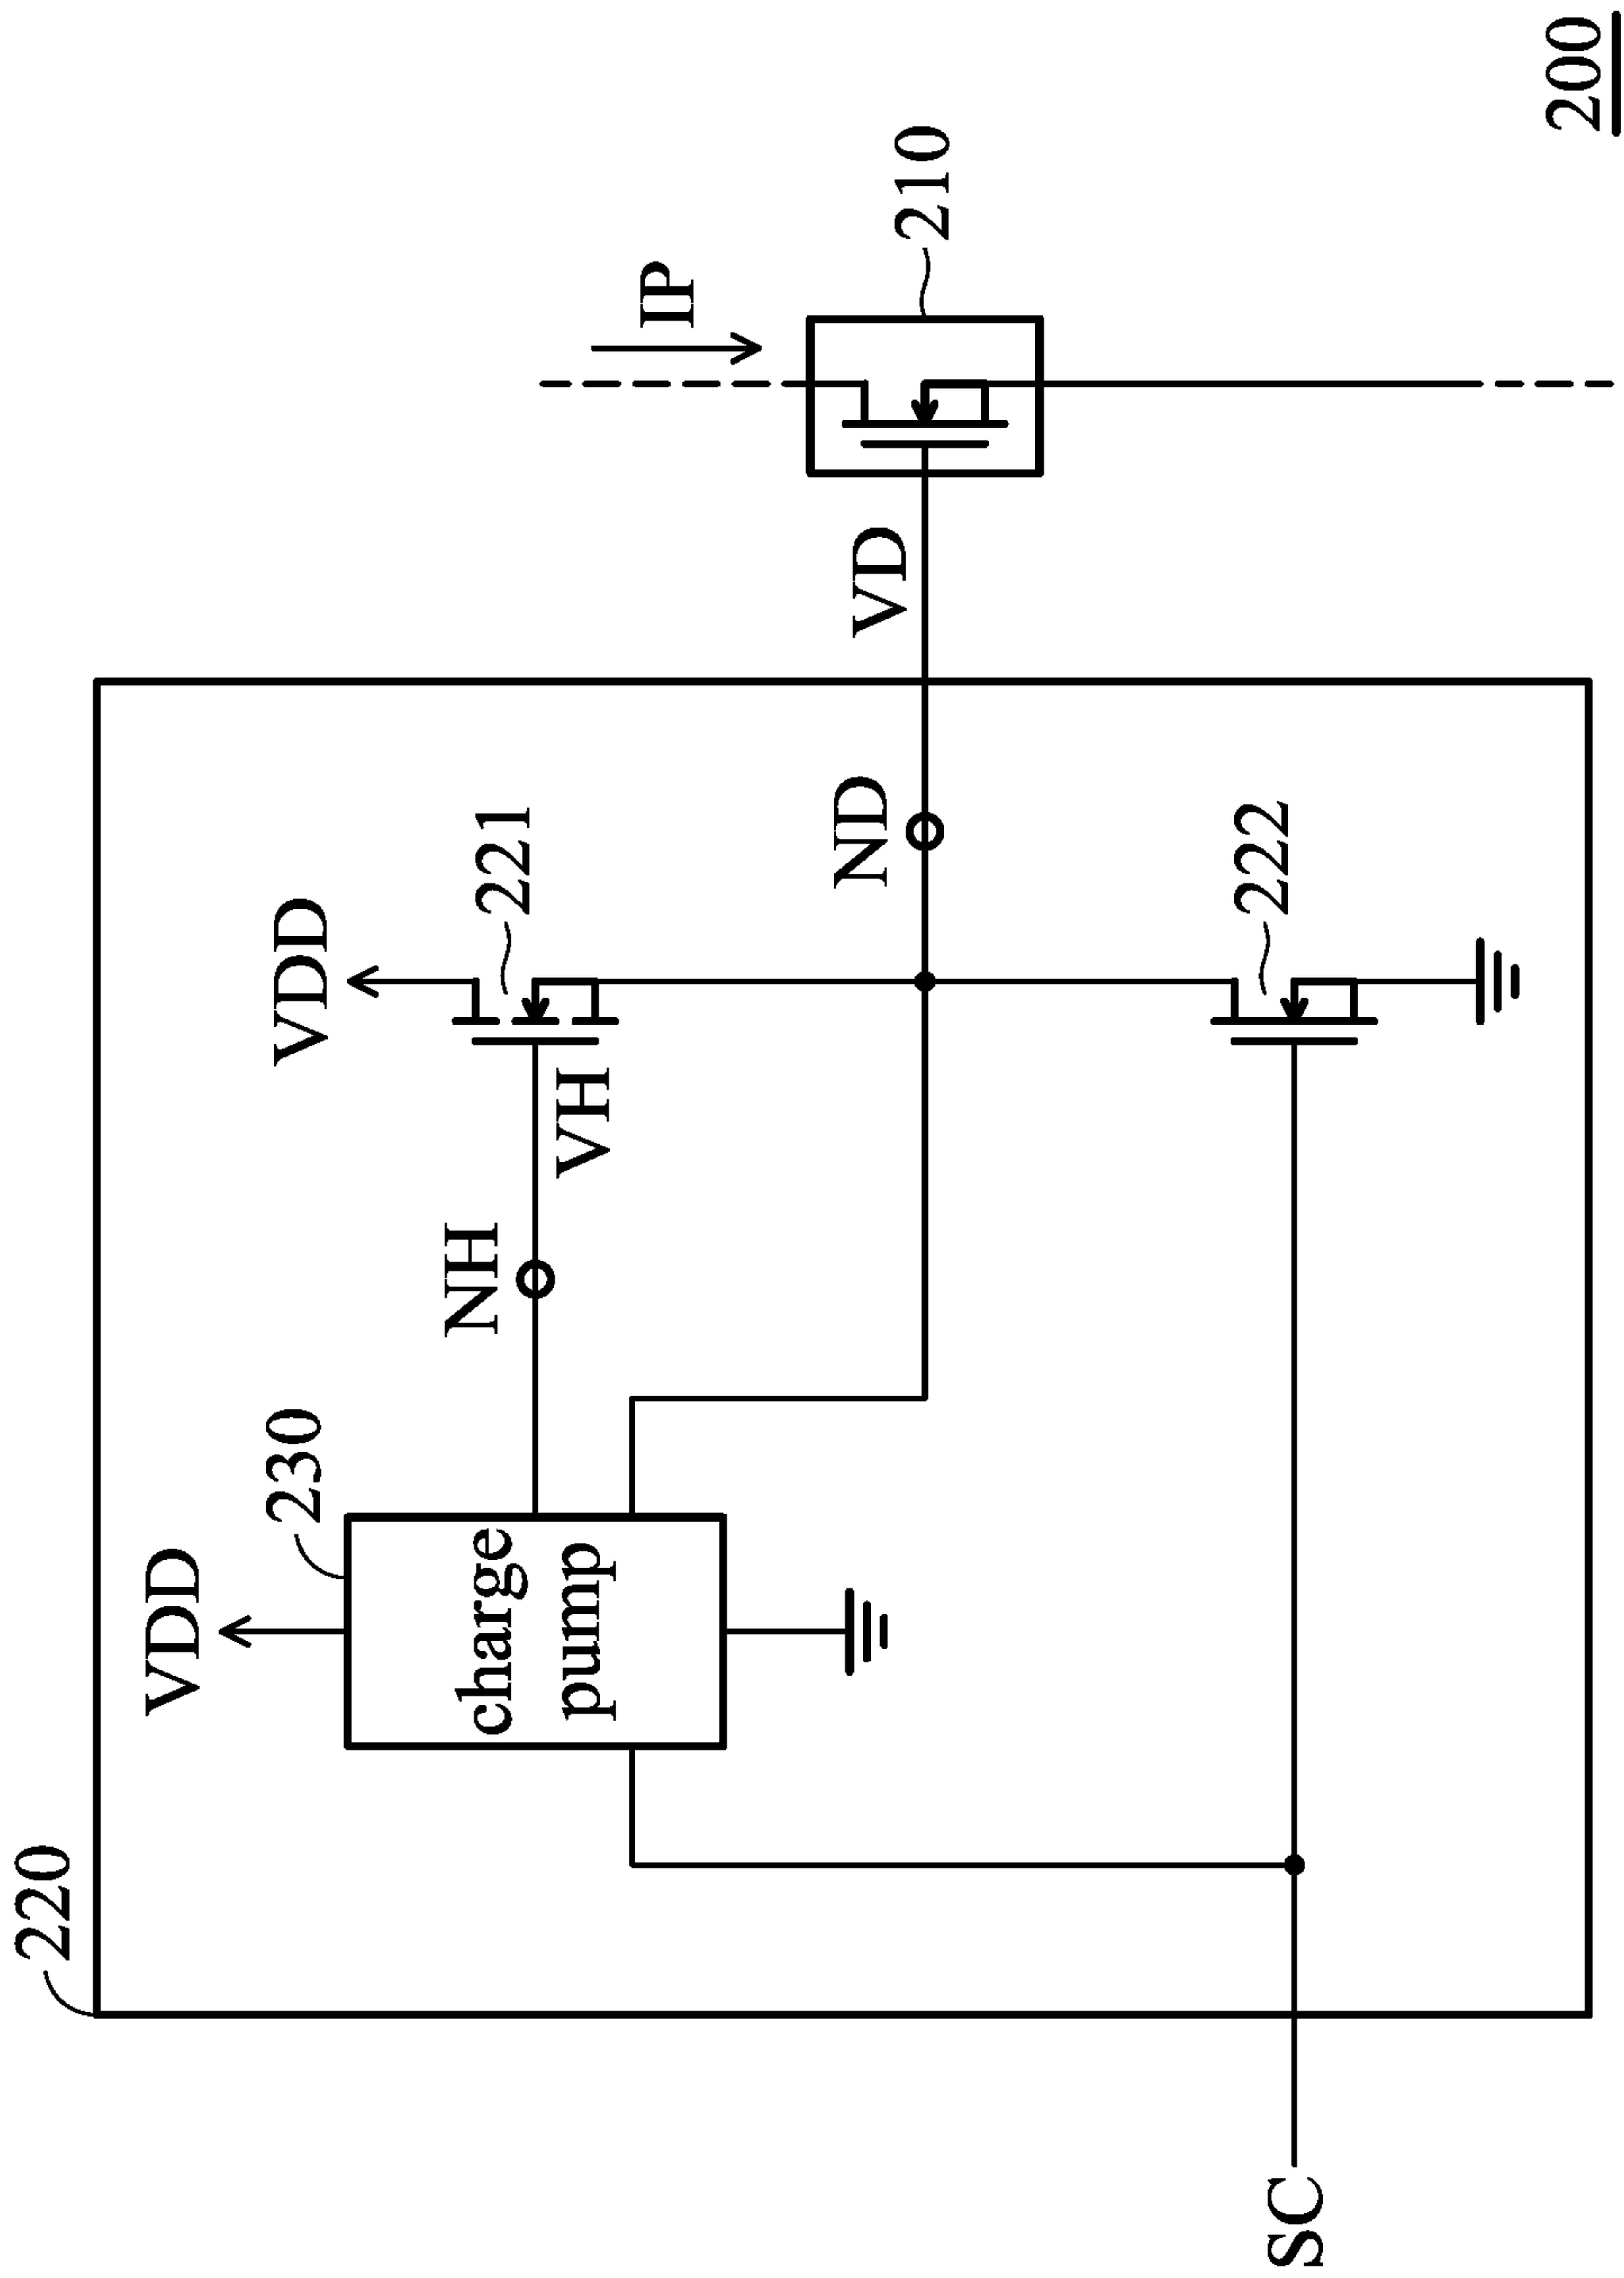 220
VDD
230
charge
pump
NH
VH
VDD
221
ND
222
SC
VD
IP
210
200